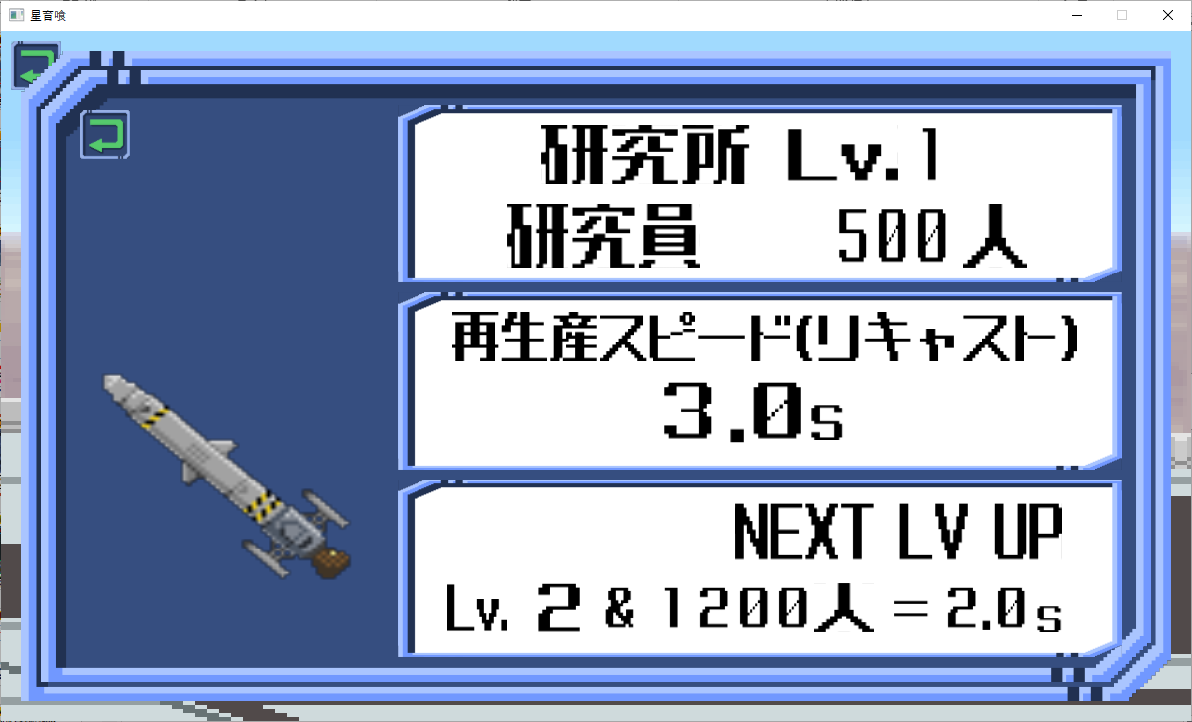 星育喰
研究所 Lv.1
研究員 500人
再生産スピード(リキャスト)
3.0s
NEXT LV UP
Lv. 2 & 1200人 = 2.0s